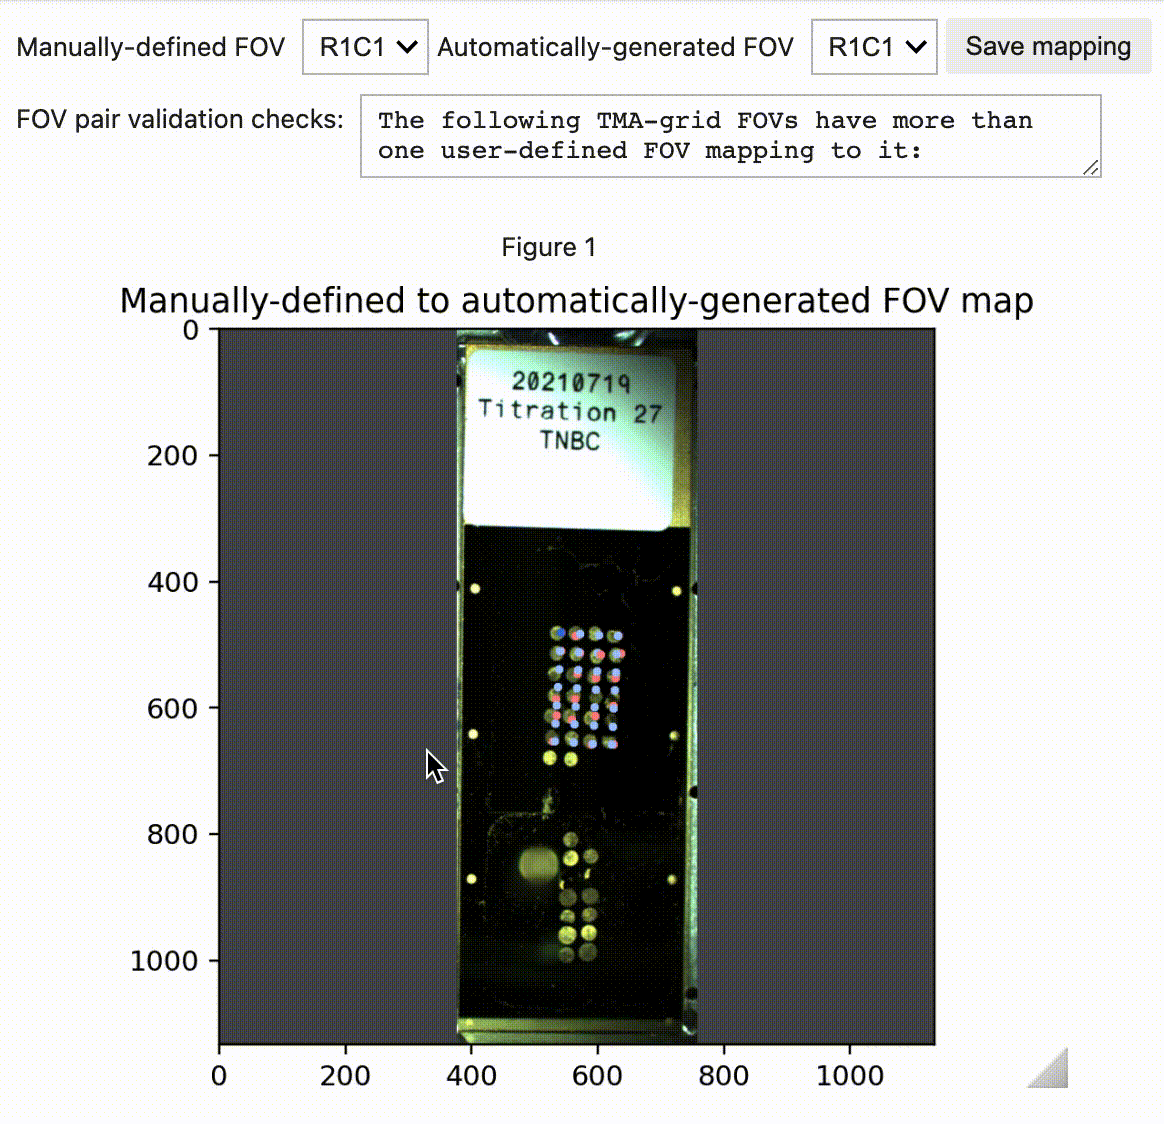 Manually-defined FOV R1C1 Automatically-generated FOV R1C1 Save mapping
FOV pair validation checks:
The following TMA-grid FOVs have more than
one user-defined FOV mapping to it:
Figure 1
Manually-defined to automatically-generated FOV map
0
20210719
Titration 27
TNBC
200
400
600
800
1000
0 200 400 600 800 1000